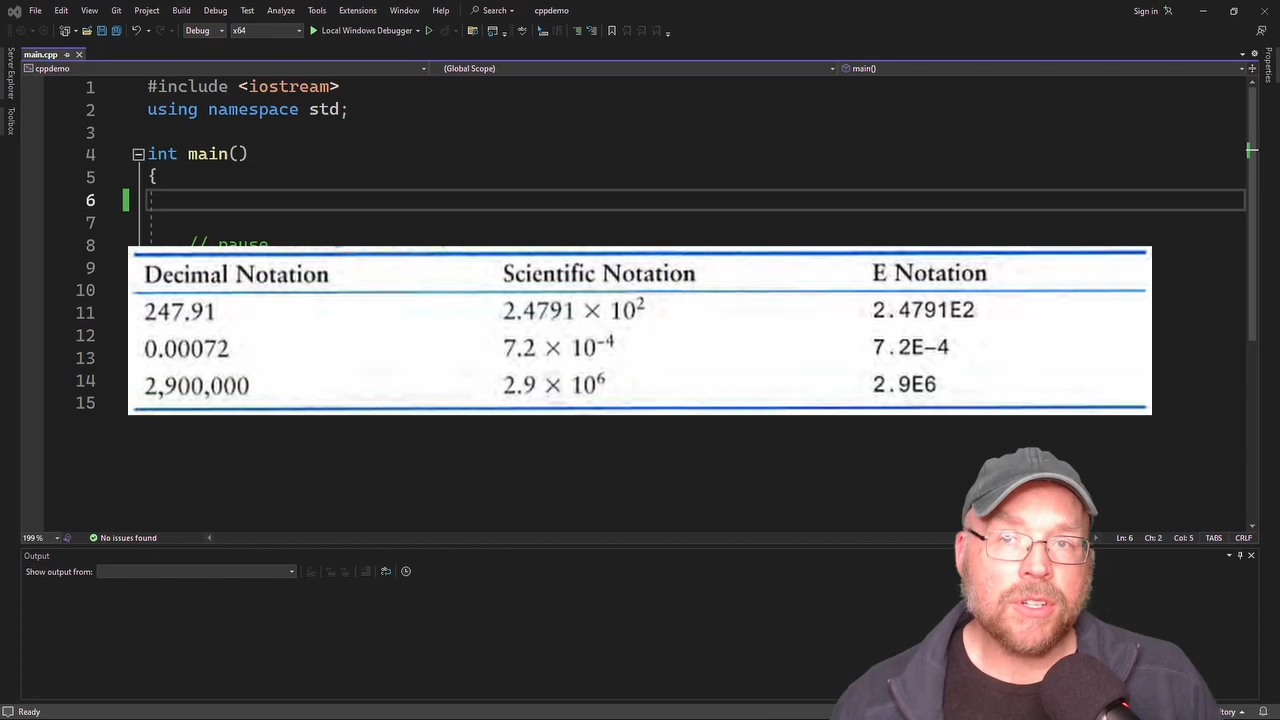 File Edit View Git Project Build Debug Test Analyze Tools Extensions Window Help Search cppdemo Sign in
Debug x64 Local Windows Debugger
main.cpp
cppdemo (Global Scope) main()
Server Explorer
Toolbox
Properties
1 #include <iostream>
2 using namespace std;
3
4 int main()
5 {
6
7
8 // pause
9
10
11
12
13
14
15
Decimal Notation Scientific Notation E Notation
247.91 2.4791 × 10² 2.4791E2
0.00072 7.2 × 10⁻⁴ 7.2E–4
2,900,000 2.9 × 10⁶ 2.9E6
199 % No issues found Ln: 6 Ch: 2 Col: 5 TABS CRLF
Output
Show output from:
Ready